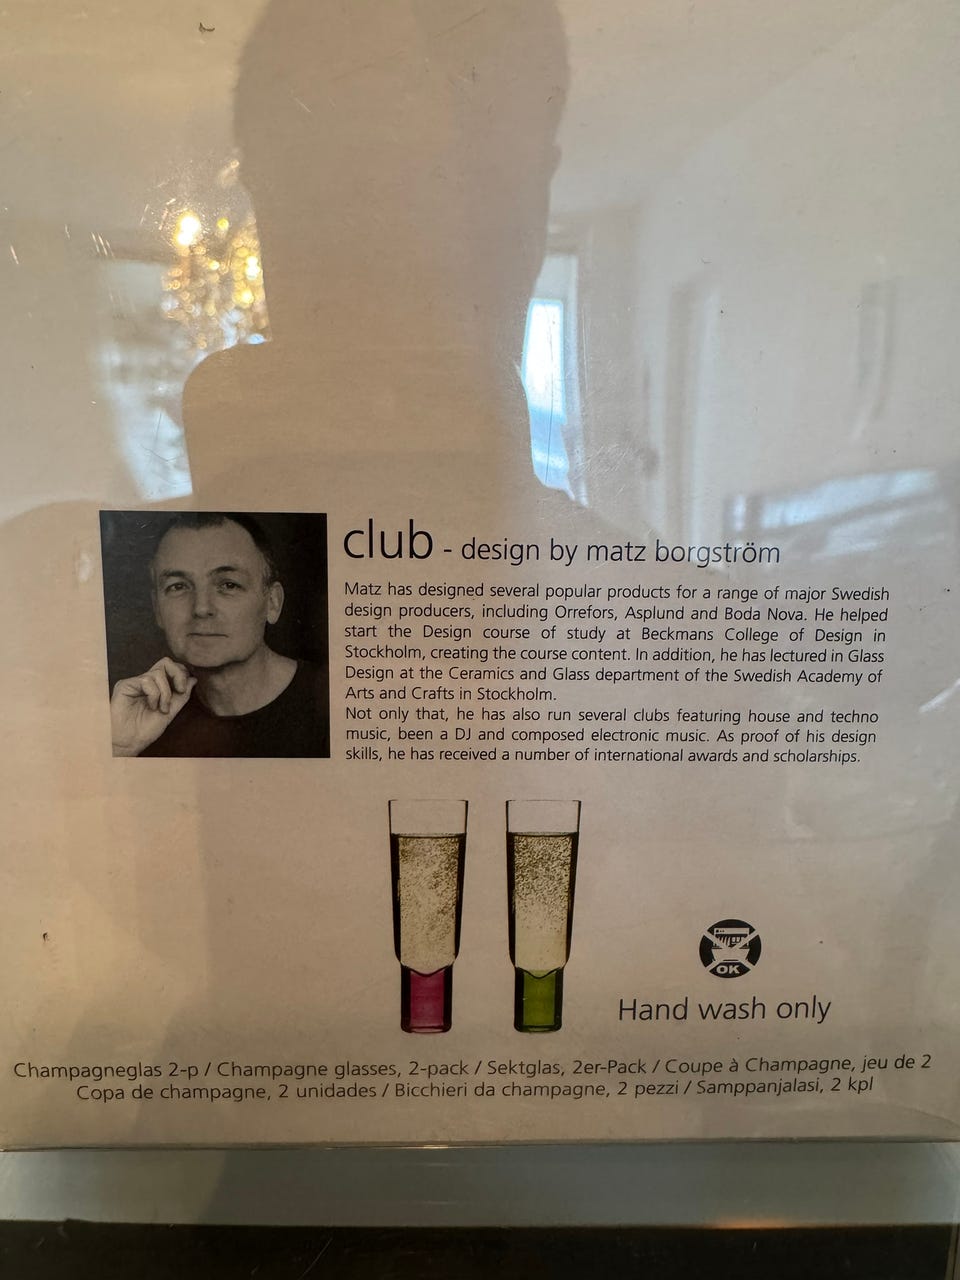 club - design by matz borgström
Matz has designed several popular products for a range of major Swedish
design producers, including Orrefors, Asplund and Boda Nova. He helped
start the Design course of study at Beckmans College of Design in
Stockholm, creating the course content. In addition, he has lectured in Glass
Design at the Ceramics and Glass department of the Swedish Academy of
Arts and Crafts in Stockholm.
Not only that, he has also run several clubs featuring house and techno
music, been a DJ and composed electronic music. As proof of his design
skills, he has received a number of international awards and scholarships.
OK
Hand wash only
Champagneglas 2-p / Champagne glasses, 2-pack / Sektglas, 2er-Pack / Coupe à Champagne, jeu de 2
Copa de champagne, 2 unidades / Bicchieri da champagne, 2 pezzi / Samppanjalasi, 2 kpl